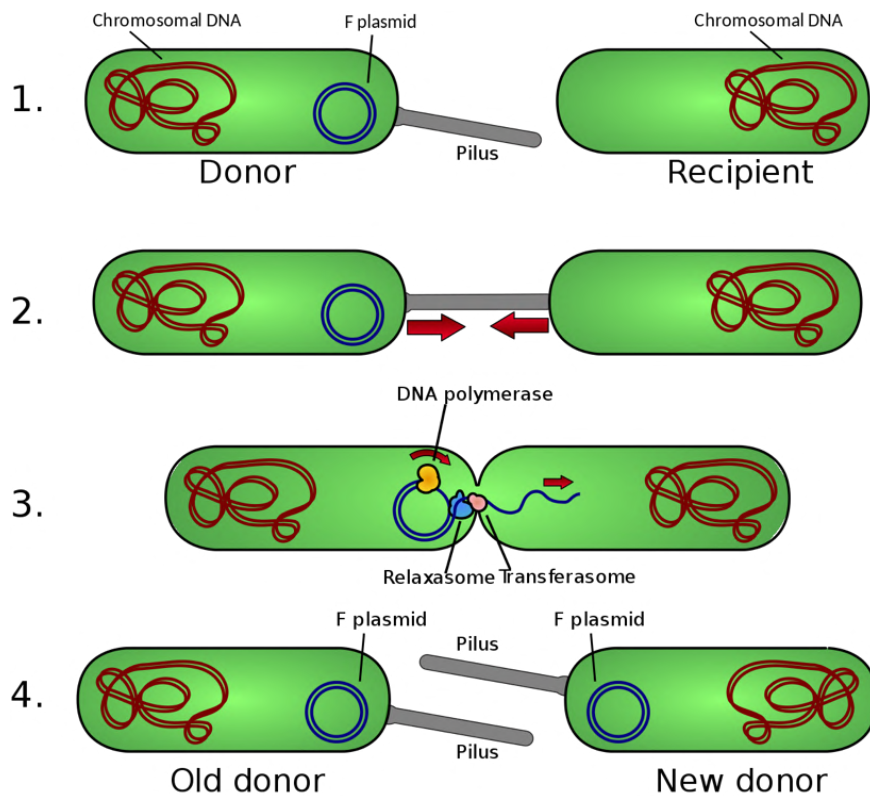 Chromosomal DNA
F plasmid
Chromosomal DNA
1.
Pilus
Donor
Recipient
2.
DNA polymerase
3.
Relaxasome
Transferasome
F plasmid
F plasmid
Pilus
4.
Pilus
Old donor
New donor